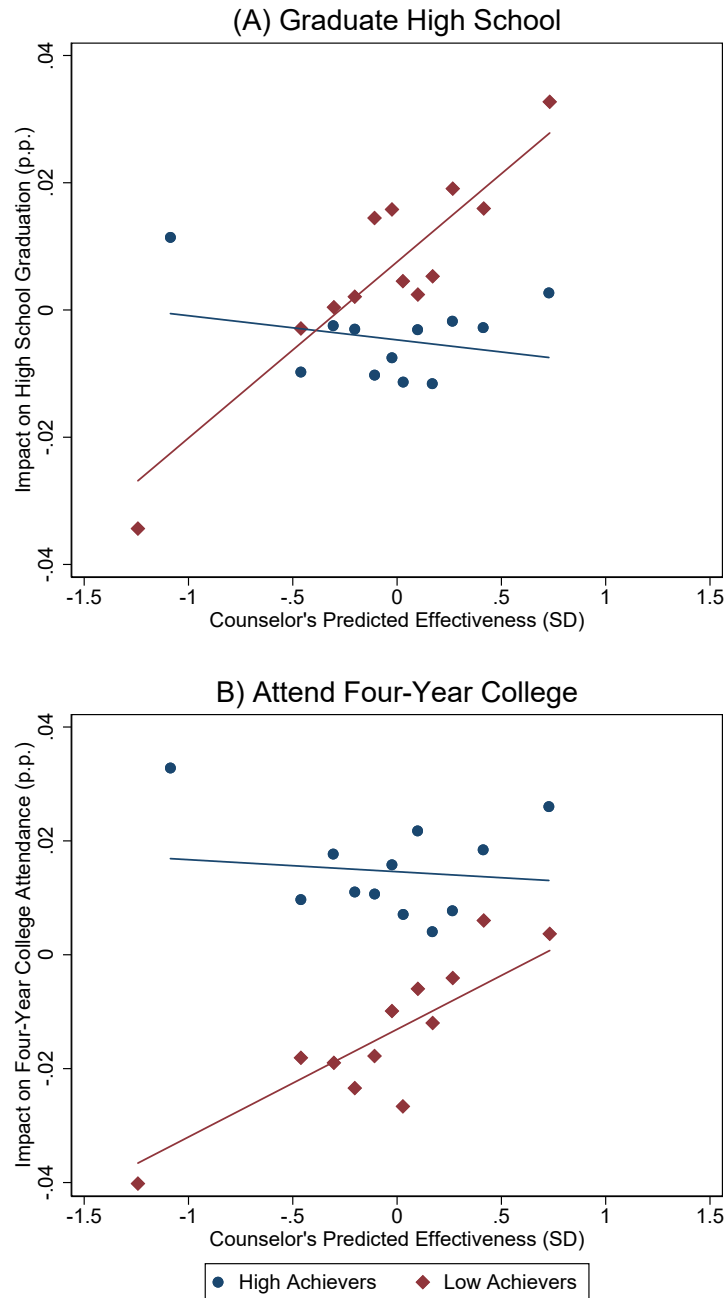 (A) Graduate High School
Impact on High School Graduation (p.p.)
.04
.02
0
-.02
-.04
-1.5 -1 -.5 0 .5 1 1.5
Counselor's Predicted Effectiveness (SD)
B) Attend Four-Year College
Impact on Four-Year College Attendance (p.p.)
.04
.02
0
-.02
-.04
-1.5 -1 -.5 0 .5 1 1.5
Counselor's Predicted Effectiveness (SD)
High Achievers Low Achievers